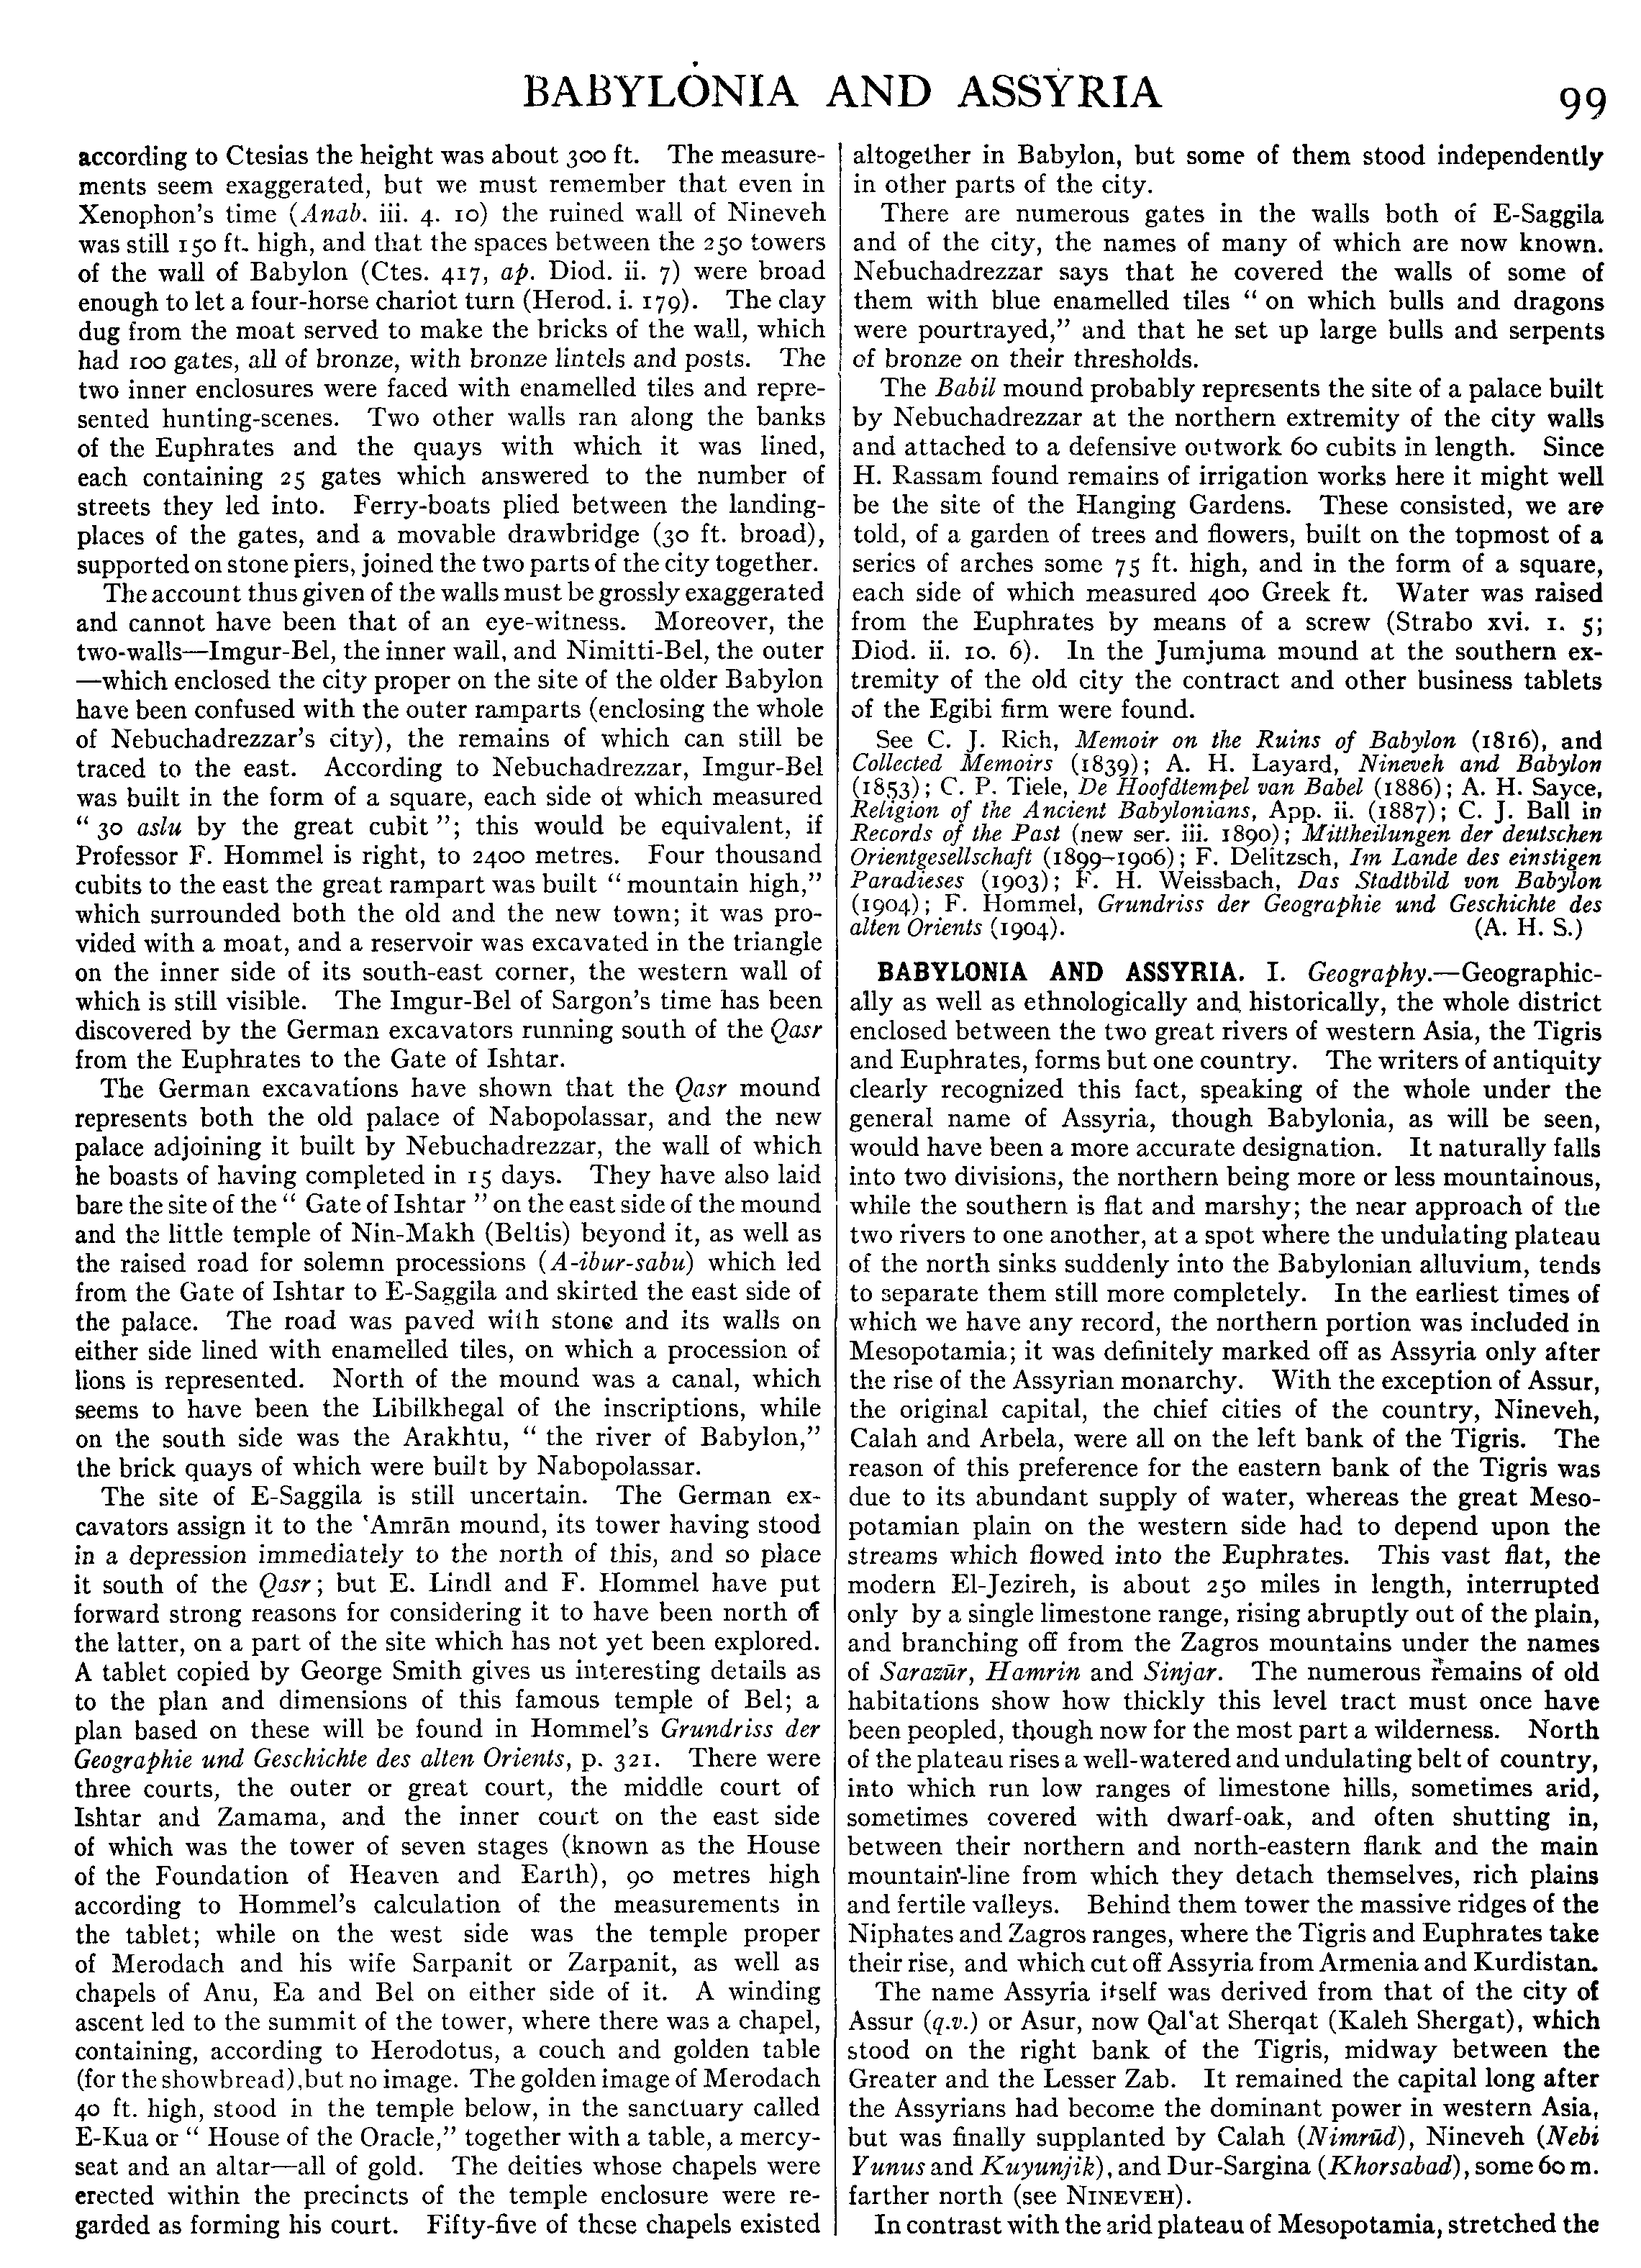 BABYLONIA AND ASSYRIA
99
according to Ctesias the height was about 300 ft. The measure-
ments seem exaggerated, but we must remember that even in
Xenophon's time (Anab. iii. 4. 10) the ruined wall of Nineveh
was still 150 ft. high, and that the spaces between the 250 towers
of the wall of Babylon (Ctes. 417, ap. Diod. ii. 7) were broad
enough to let a four-horse chariot turn (Herod. i. 179). The clay
dug from the moat served to make the bricks of the wall, which
had 100 gates, all of bronze, with bronze lintels and posts. The
two inner enclosures were faced with enamelled tiles and repre-
sented hunting-scenes. Two other walls ran along the banks
of the Euphrates and the quays with which it was lined,
each containing 25 gates which answered to the number of
streets they led into. Ferry-boats plied between the landing-
places of the gates, and a movable drawbridge (30 ft. broad),
supported on stone piers, joined the two parts of the city together.
The account thus given of the walls must be grossly exaggerated
and cannot have been that of an eye-witness. Moreover, the
two-walls—Imgur-Bel, the inner wall, and Nimitti-Bel, the outer
—which enclosed the city proper on the site of the older Babylon
have been confused with the outer ramparts (enclosing the whole
of Nebuchadrezzar's city), the remains of which can still be
traced to the east. According to Nebuchadrezzar, Imgur-Bel
was built in the form of a square, each side of which measured
" 30 aslu by the great cubit "; this would be equivalent, if
Professor F. Hommel is right, to 2400 metres. Four thousand
cubits to the east the great rampart was built " mountain high,"
which surrounded both the old and the new town; it was pro-
vided with a moat, and a reservoir was excavated in the triangle
on the inner side of its south-east corner, the western wall of
which is still visible. The Imgur-Bel of Sargon's time has been
discovered by the German excavators running south of the Qasr
from the Euphrates to the Gate of Ishtar.
The German excavations have shown that the Qasr mound
represents both the old palace of Nabopolassar, and the new
palace adjoining it built by Nebuchadrezzar, the wall of which
he boasts of having completed in 15 days. They have also laid
bare the site of the " Gate of Ishtar " on the east side of the mound
and the little temple of Nin-Makh (Beltis) beyond it, as well as
the raised road for solemn processions (A-ibur-sabu) which led
from the Gate of Ishtar to E-Saggila and skirted the east side of
the palace. The road was paved with stone and its walls on
either side lined with enamelled tiles, on which a procession of
lions is represented. North of the mound was a canal, which
seems to have been the Libilkhegal of the inscriptions, while
on the south side was the Arakhtu, " the river of Babylon,"
the brick quays of which were built by Nabopolassar.
The site of E-Saggila is still uncertain. The German ex-
cavators assign it to the ʽAmrān mound, its tower having stood
in a depression immediately to the north of this, and so place
it south of the Qasr; but E. Lindl and F. Hommel have put
forward strong reasons for considering it to have been north of
the latter, on a part of the site which has not yet been explored.
A tablet copied by George Smith gives us interesting details as
to the plan and dimensions of this famous temple of Bel; a
plan based on these will be found in Hommel's Grundriss der
Geographie und Geschichte des alten Orients, p. 321. There were
three courts, the outer or great court, the middle court of
Ishtar and Zamama, and the inner court on the east side
of which was the tower of seven stages (known as the House
of the Foundation of Heaven and Earth), 90 metres high
according to Hommel's calculation of the measurements in
the tablet; while on the west side was the temple proper
of Merodach and his wife Sarpanit or Zarpanit, as well as
chapels of Anu, Ea and Bel on either side of it. A winding
ascent led to the summit of the tower, where there was a chapel,
containing, according to Herodotus, a couch and golden table
(for the showbread), but no image. The golden image of Merodach
40 ft. high, stood in the temple below, in the sanctuary called
E-Kua or " House of the Oracle," together with a table, a mercy-
seat and an altar—all of gold. The deities whose chapels were
erected within the precincts of the temple enclosure were re-
garded as forming his court. Fifty-five of these chapels existed
altogether in Babylon, but some of them stood independently
in other parts of the city.
There are numerous gates in the walls both of E-Saggila
and of the city, the names of many of which are now known.
Nebuchadrezzar says that he covered the walls of some of
them with blue enamelled tiles " on which bulls and dragons
were pourtrayed," and that he set up large bulls and serpents
of bronze on their thresholds.
The Babil mound probably represents the site of a palace built
by Nebuchadrezzar at the northern extremity of the city walls
and attached to a defensive outwork 60 cubits in length. Since
H. Rassam found remains of irrigation works here it might well
be the site of the Hanging Gardens. These consisted, we are
told, of a garden of trees and flowers, built on the topmost of a
series of arches some 75 ft. high, and in the form of a square,
each side of which measured 400 Greek ft. Water was raised
from the Euphrates by means of a screw (Strabo xvi. 1. 5;
Diod. ii. 10. 6). In the Jumjuma mound at the southern ex-
tremity of the old city the contract and other business tablets
of the Egibi firm were found.
See C. J. Rich, Memoir on the Ruins of Babylon (1816), and
Collected Memoirs (1839); A. H. Layard, Nineveh and Babylon
(1853); C. P. Tiele, De Hoofdtempel van Babel (1886); A. H. Sayce,
Religion of the Ancient Babylonians, App. ii. (1887); C. J. Ball in
Records of the Past (new ser. iii. 1890); Mittheilungen der deutschen
Orientgesellschaft (1899–1906); F. Delitzsch, Im Lande des einstigen
Paradieses (1903); F. H. Weissbach, Das Stadtbild von Babylon
(1904); F. Hommel, Grundriss der Geographie und Geschichte des
alten Orients (1904). (A. H. S.)
BABYLONIA AND ASSYRIA. I. Geography.—Geographic-
ally as well as ethnologically and historically, the whole district
enclosed between the two great rivers of western Asia, the Tigris
and Euphrates, forms but one country. The writers of antiquity
clearly recognized this fact, speaking of the whole under the
general name of Assyria, though Babylonia, as will be seen,
would have been a more accurate designation. It naturally falls
into two divisions, the northern being more or less mountainous,
while the southern is flat and marshy; the near approach of the
two rivers to one another, at a spot where the undulating plateau
of the north sinks suddenly into the Babylonian alluvium, tends
to separate them still more completely. In the earliest times of
which we have any record, the northern portion was included in
Mesopotamia; it was definitely marked off as Assyria only after
the rise of the Assyrian monarchy. With the exception of Assur,
the original capital, the chief cities of the country, Nineveh,
Calah and Arbela, were all on the left bank of the Tigris. The
reason of this preference for the eastern bank of the Tigris was
due to its abundant supply of water, whereas the great Meso-
potamian plain on the western side had to depend upon the
streams which flowed into the Euphrates. This vast flat, the
modern El-Jezireh, is about 250 miles in length, interrupted
only by a single limestone range, rising abruptly out of the plain,
and branching off from the Zagros mountains under the names
of Sarazūr, Hamrin and Sinjar. The numerous remains of old
habitations show how thickly this level tract must once have
been peopled, though now for the most part a wilderness. North
of the plateau rises a well-watered and undulating belt of country,
into which run low ranges of limestone hills, sometimes arid,
sometimes covered with dwarf-oak, and often shutting in,
between their northern and north-eastern flank and the main
mountain-line from which they detach themselves, rich plains
and fertile valleys. Behind them tower the massive ridges of the
Niphates and Zagros ranges, where the Tigris and Euphrates take
their rise, and which cut off Assyria from Armenia and Kurdistan.
The name Assyria itself was derived from that of the city of
Assur (q.v.) or Asur, now Qalʽat Sherqat (Kaleh Shergat), which
stood on the right bank of the Tigris, midway between the
Greater and the Lesser Zab. It remained the capital long after
the Assyrians had become the dominant power in western Asia,
but was finally supplanted by Calah (Nimrūd), Nineveh (Nebi
Yunus and Kuyunjik), and Dur-Sargina (Khorsabad), some 60 m.
farther north (see NINEVEH).
In contrast with the arid plateau of Mesopotamia, stretched the